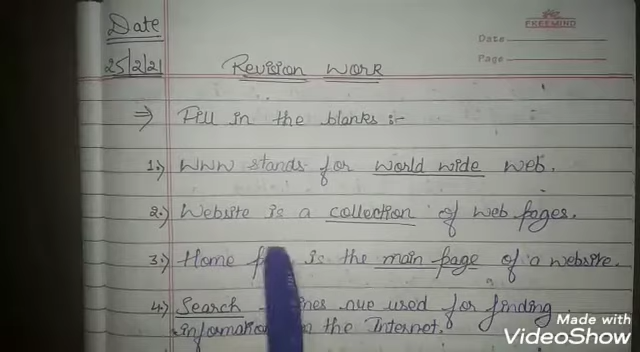 Date
25/2/21
FREEMIND
Date
Page
Revision Work
⇒ Fill in the blanks :-
1.) WWW stands for world wide web.
2.) Website is a collection of web pages.
3.) Home is the main page of a website.
4.) Search used for finding
information the Internet.
Made with
VideoShow